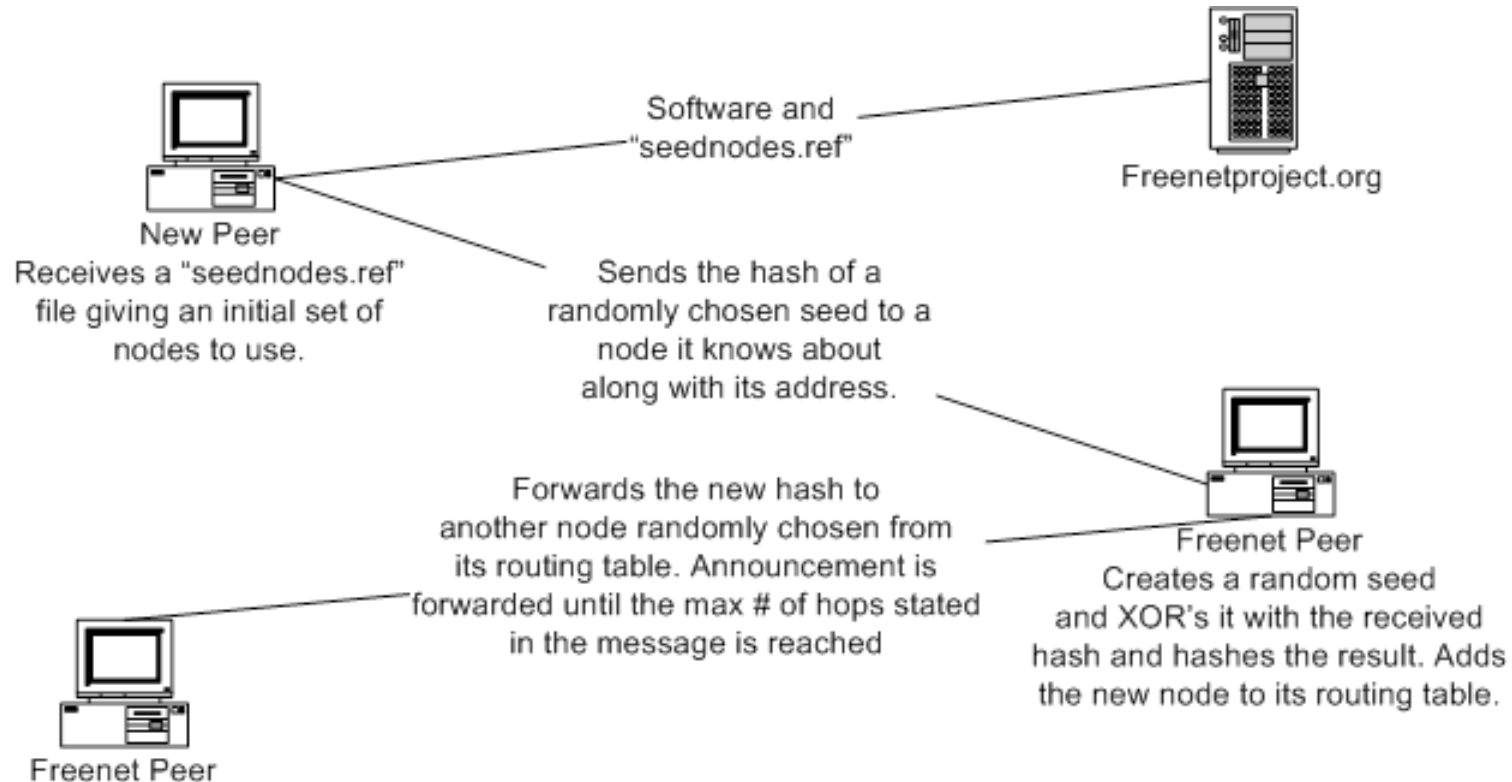 Software and
“seednodes.ref”
Freenetproject.org
New Peer
Receives a “seednodes.ref”
file giving an initial set of
nodes to use.
Sends the hash of a
randomly chosen seed to a
node it knows about
along with its address.
Forwards the new hash to
another node randomly chosen from
its routing table. Announcement is
forwarded until the max # of hops stated
in the message is reached
Freenet Peer
Creates a random seed
and XOR’s it with the received
hash and hashes the result. Adds
the new node to its routing table.
Freenet Peer